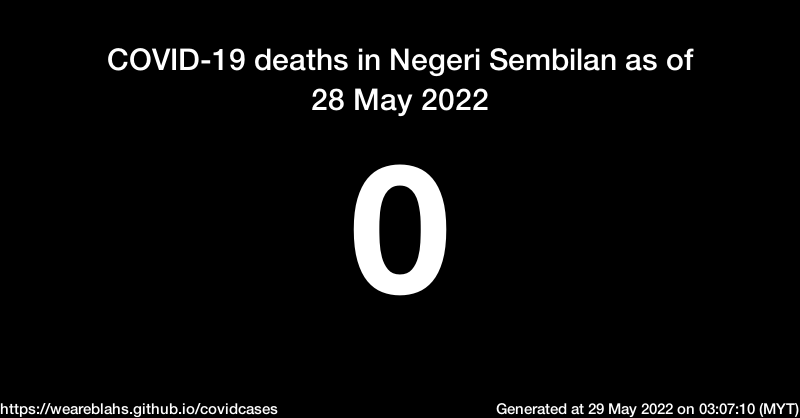 COVID-19 deaths in Negeri Sembilan as of
28 May 2022
0
https://weareblahs.github.io/covidcases
Generated at 29 May 2022 on 03:07:10 (MYT)